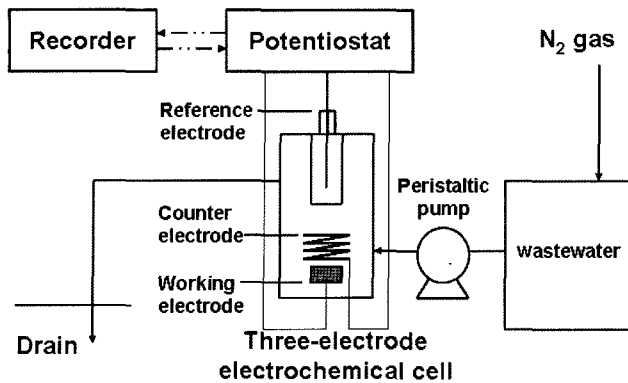 Recorder
Potentiostat
N₂ gas
Reference
electrode
Peristaltic
pump
Counter
electrode
wastewater
Working
electrode
Drain
Three-electrode
electrochemical cell